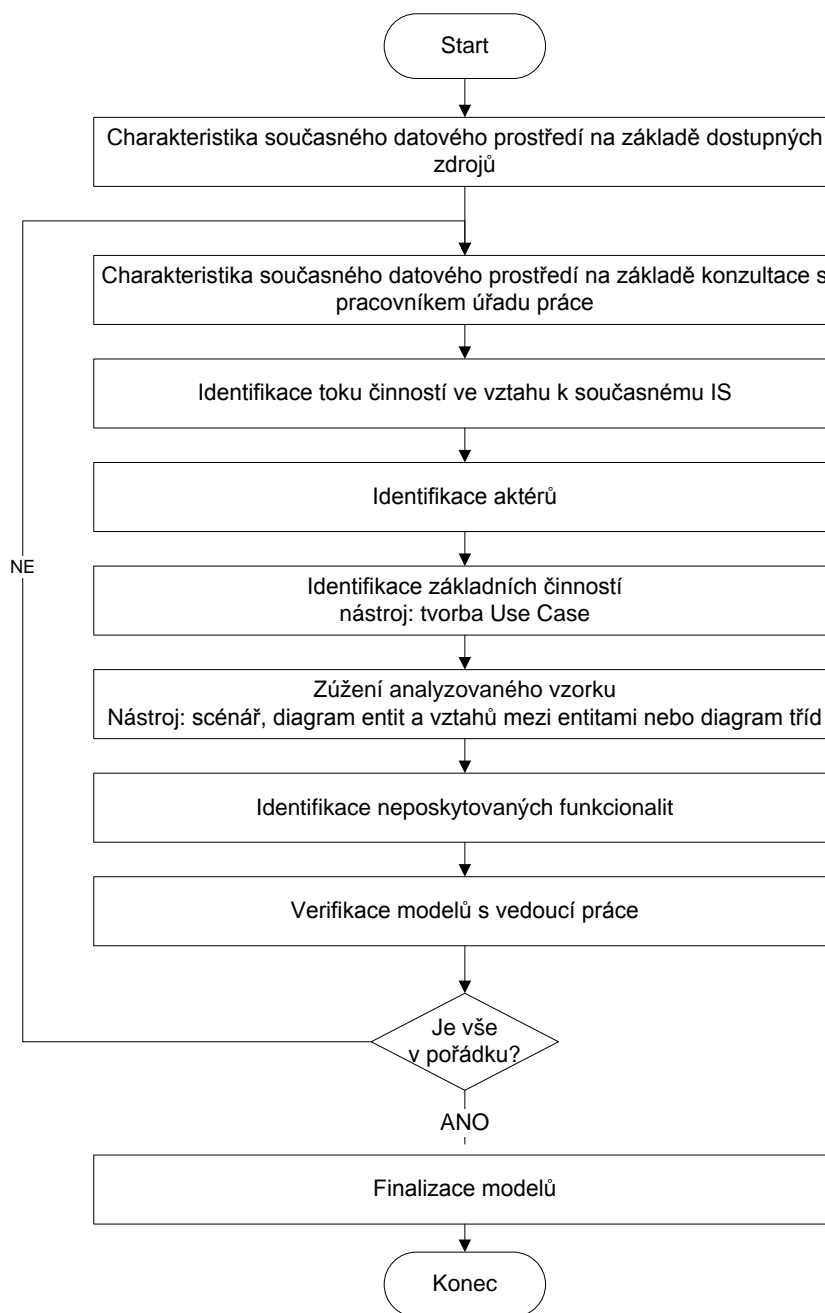 Start
Charakteristika současného datového prostředí na základě dostupných
zdrojů
Charakteristika současného datového prostředí na základě konzultace s
pracovníkem úřadu práce
Identifikace toku činností ve vztahu k současnému IS
Identifikace aktérů
NE
Identifikace základních činností
nástroj: tvorba Use Case
Zúžení analyzovaného vzorku
Nástroj: scénář, diagram entit a vztahů mezi entitami nebo diagram tříd
Identifikace neposkytovaných funkcionalit
Verifikace modelů s vedoucí práce
Je vše
v pořádku?
ANO
Finalizace modelů
Konec